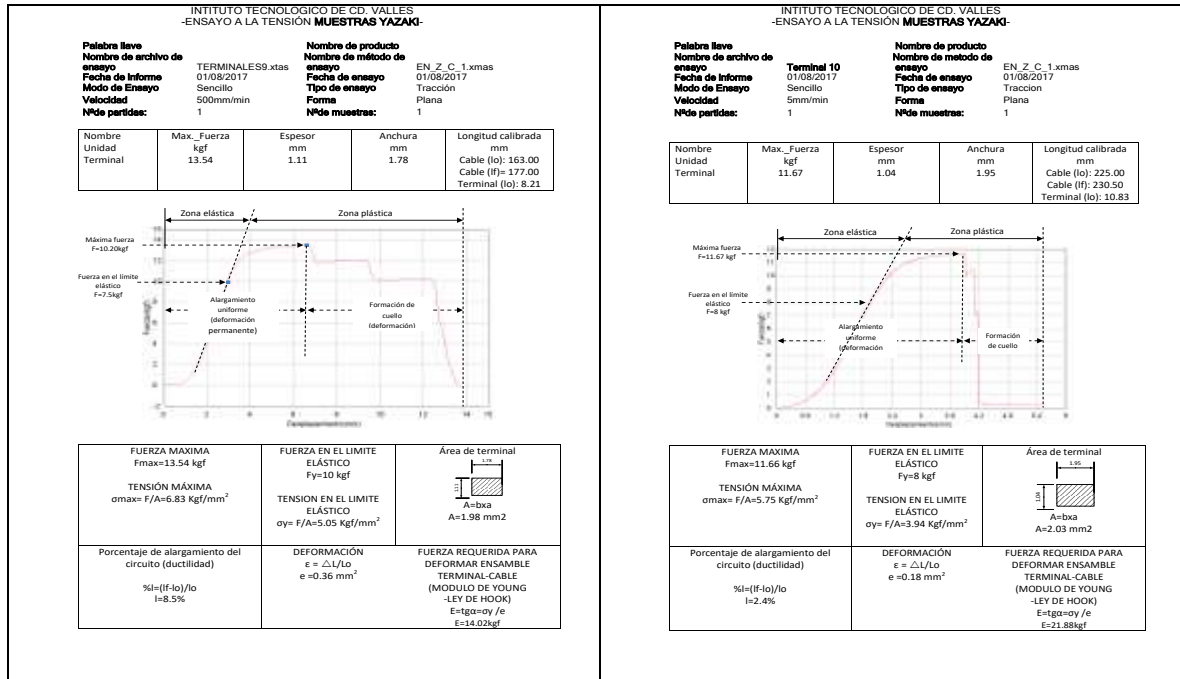 INTITUTO TECNOLOGICO DE CD. VALLES
-ENSAYO A LA TENSIÓN MUESTRAS YAZAKI-
Palabra llave
Nombre de producto
Nombre de archivo de ensayo TERMINALES9.xtas
Nombre de método de ensayo EN_Z_C_1.xmas
Fecha de Informe 01/08/2017
Fecha de ensayo 01/08/2017
Modo de Ensayo Sencillo
Tipo de ensayo Tracción
Velocidad 500mm/min
Forma Plana
Nºde partidas: 1
Nºde muestras: 1
Nombre Max._Fuerza Espesor Anchura Longitud calibrada
Unidad kgf mm mm mm
Terminal 13.54 1.11 1.78 Cable (lo): 163.00
Cable (lf)= 177.00
Terminal (lo): 8.21
Zona elástica Zona plástica
Máxima fuerza
F=10.20kgf
Fuerza en el límite
elástico
F=7.5kgf
Alargamiento
uniforme
(deformación
permanente)
Formación de
cuello
(deformación)
FUERZA MAXIMA
Fmax=13.54 kgf
TENSIÓN MÁXIMA
σmax= F/A=6.83 Kgf/mm²
FUERZA EN EL LIMITE
ELÁSTICO
Fy=10 kgf
TENSION EN EL LIMITE
ELÁSTICO
σy= F/A=5.05 Kgf/mm²
Área de terminal
1.78
1.11
A=bxa
A=1.98 mm2
Porcentaje de alargamiento del
circuito (ductilidad)
%l=(lf-lo)/lo
l=8.5%
DEFORMACIÓN
ε = △L/Lo
e =0.36 mm²
FUERZA REQUERIDA PARA
DEFORMAR ENSAMBLE
TERMINAL-CABLE
(MODULO DE YOUNG
-LEY DE HOOK)
E=tgα=σy /e
E=14.02kgf
INTITUTO TECNOLOGICO DE CD. VALLES
-ENSAYO A LA TENSIÓN MUESTRAS YAZAKI-
Palabra llave
Nombre de producto
Nombre de archivo de ensayo Terminal 10
Nombre de metodo de ensayo EN_Z_C_1.xmas
Fecha de Informe 01/08/2017
Fecha de ensayo 01/08/2017
Modo de Ensayo Sencillo
Tipo de ensayo Traccion
Velocidad 5mm/min
Forma Plana
Nºde partidas: 1
Nºde muestras: 1
Nombre Max._Fuerza Espesor Anchura Longitud calibrada
Unidad kgf mm mm mm
Terminal 11.67 1.04 1.95 Cable (lo): 225.00
Cable (lf): 230.50
Terminal (lo): 10.83
Zona elástica Zona plástica
Máxima fuerza
F=11.67 kgf
Fuerza en el límite
elástico
F=8 kgf
Alargamiento
uniforme
(deformación
Formación
de cuello
FUERZA MAXIMA
Fmax=11.66 kgf
TENSIÓN MÁXIMA
σmax= F/A=5.75 Kgf/mm²
FUERZA EN EL LIMITE
ELÁSTICO
Fy=8 kgf
TENSION EN EL LIMITE
ELÁSTICO
σy= F/A=3.94 Kgf/mm²
Área de terminal
1.95
1.04
A=bxa
A=2.03 mm2
Porcentaje de alargamiento del
circuito (ductilidad)
%l=(lf-lo)/lo
l=2.4%
DEFORMACIÓN
ε = △L/Lo
e =0.18 mm²
FUERZA REQUERIDA PARA
DEFORMAR ENSAMBLE
TERMINAL-CABLE
(MODULO DE YOUNG
-LEY DE HOOK)
E=tgα=σy /e
E=21.88kgf